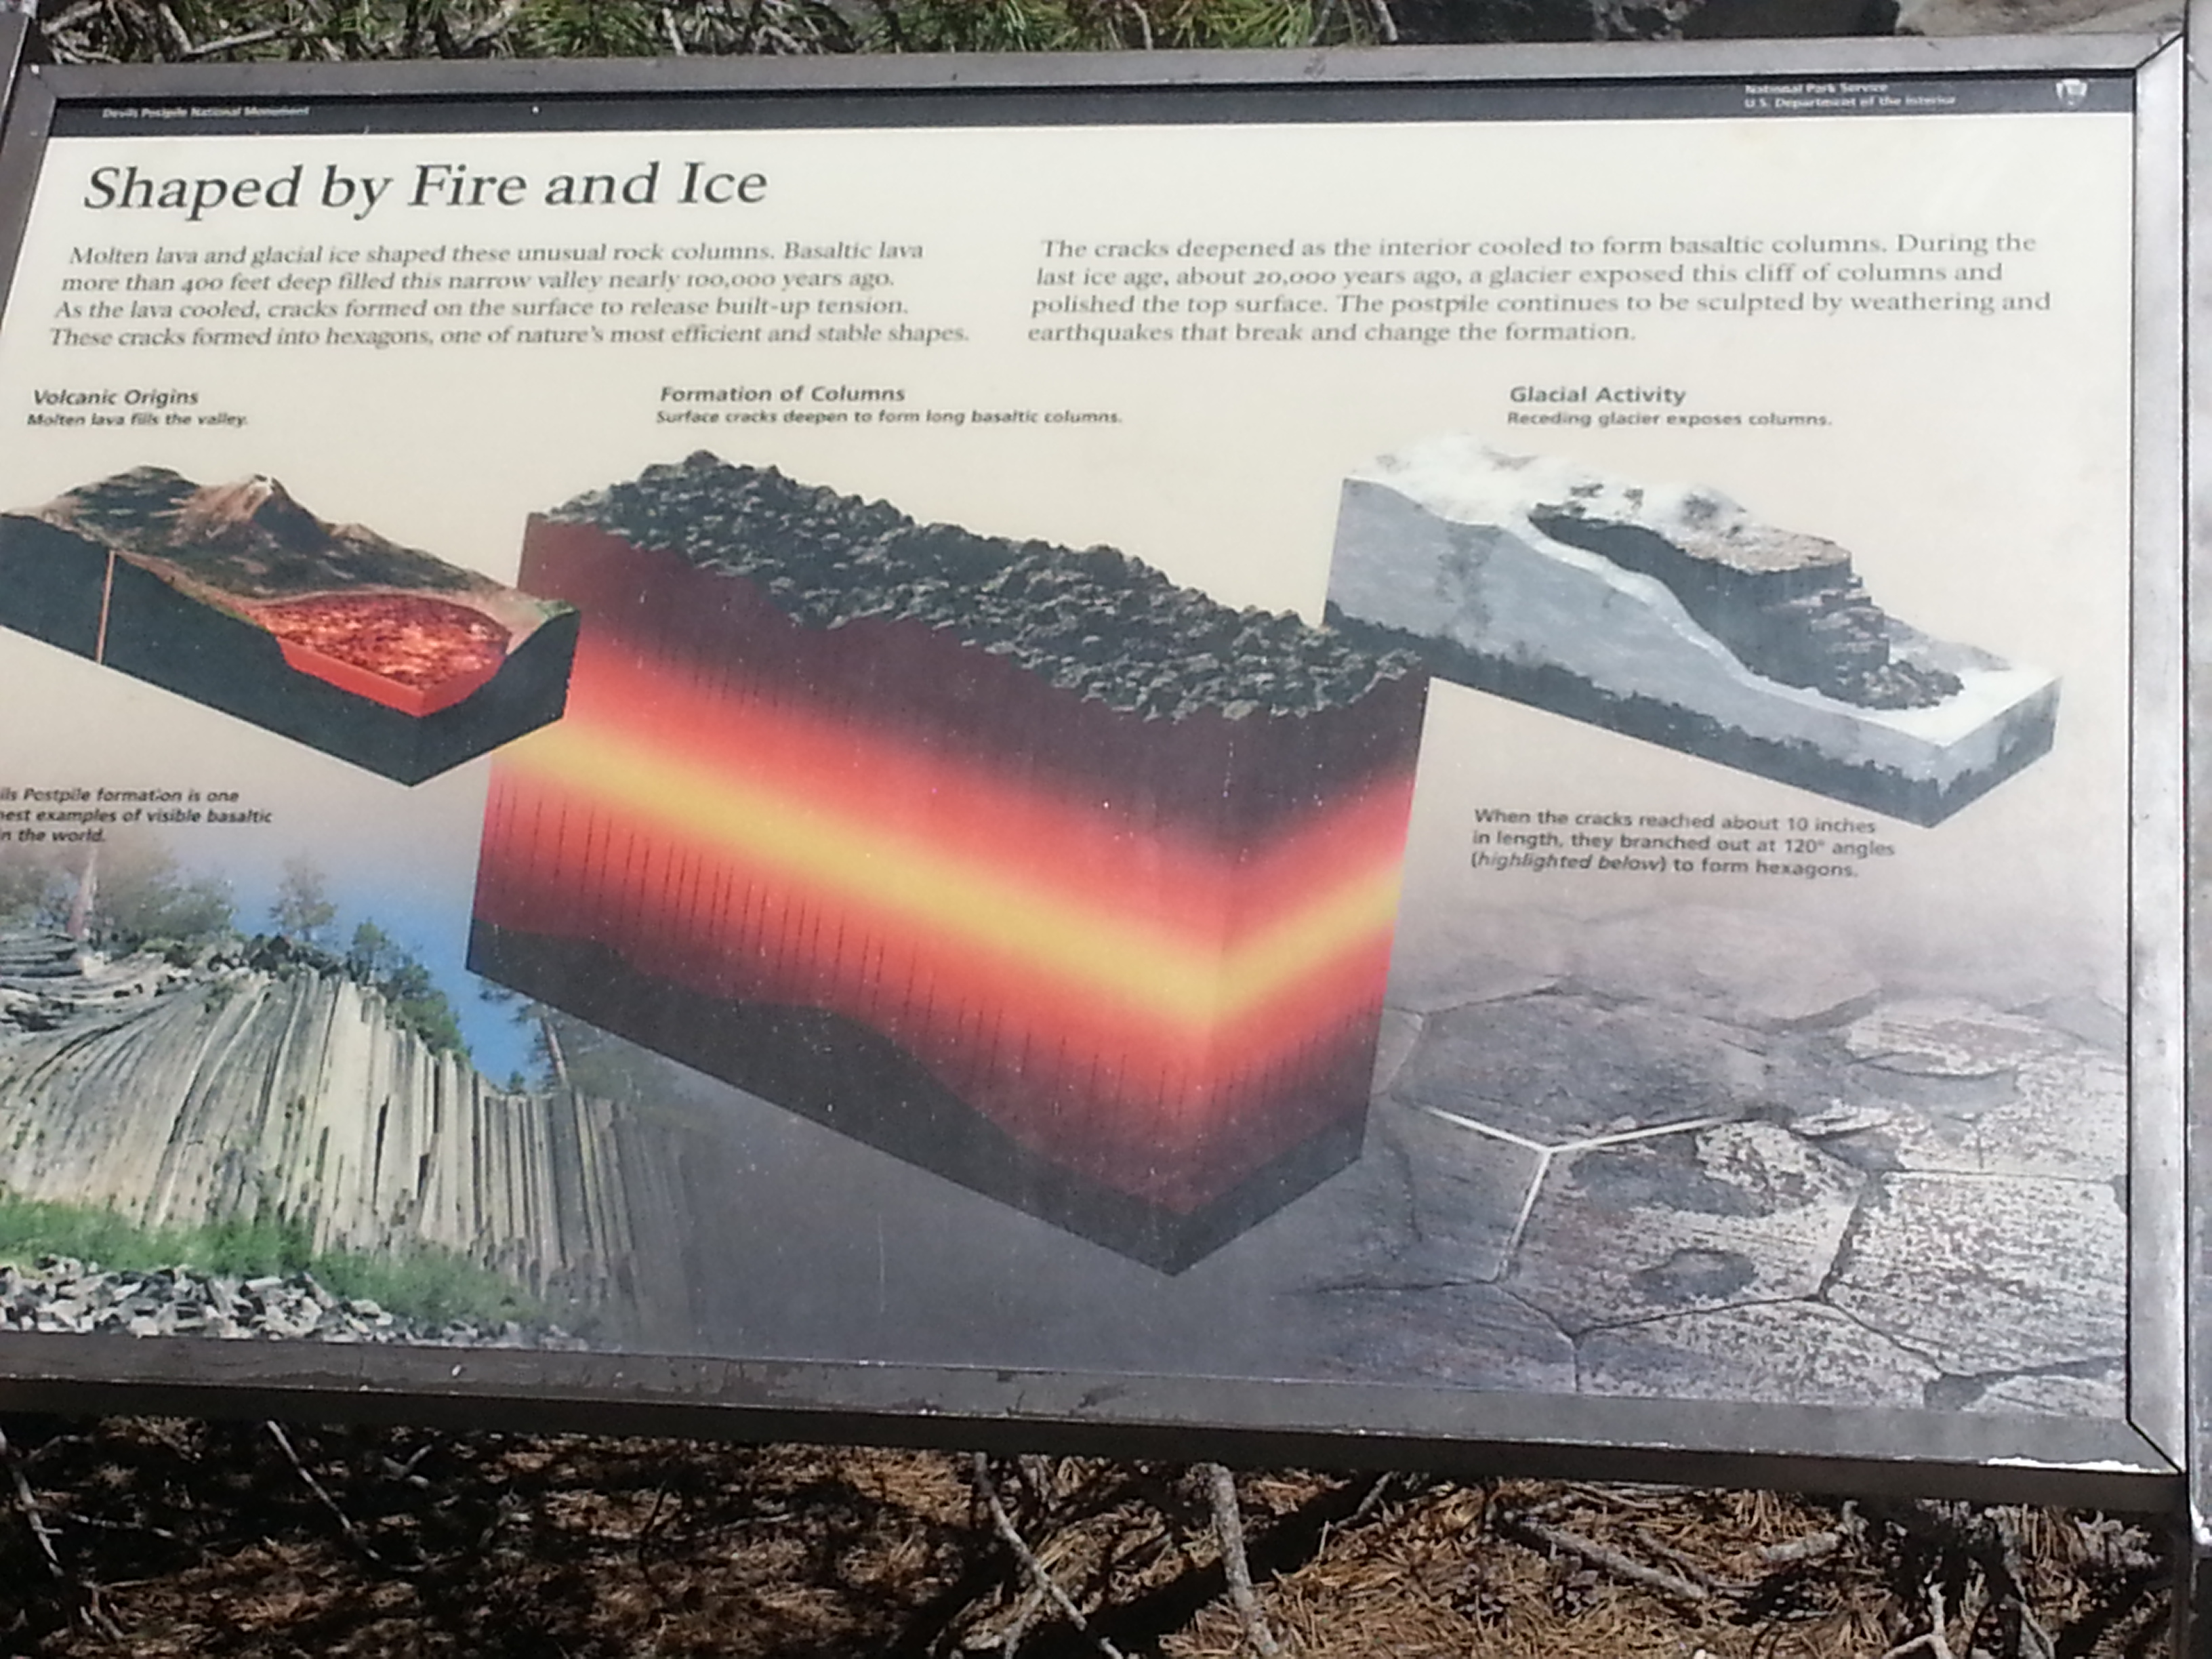 Devils Postpile National Monument
National Park Service
U.S. Department of the Interior
Shaped by Fire and Ice
Molten lava and glacial ice shaped these unusual rock columns. Basaltic lava
more than 400 feet deep filled this narrow valley nearly 100,000 years ago.
As the lava cooled, cracks formed on the surface to release built-up tension.
These cracks formed into hexagons, one of nature's most efficient and stable shapes.
The cracks deepened as the interior cooled to form basaltic columns. During the
last ice age, about 20,000 years ago, a glacier exposed this cliff of columns and
polished the top surface. The postpile continues to be sculpted by weathering and
earthquakes that break and change the formation.
Volcanic Origins
Molten lava fills the valley.
Formation of Columns
Surface cracks deepen to form long basaltic columns.
Glacial Activity
Receding glacier exposes columns.
ils Postpile formation is one
nest examples of visible basaltic
in the world.
When the cracks reached about 10 inches
in length, they branched out at 120° angles
(highlighted below) to form hexagons.